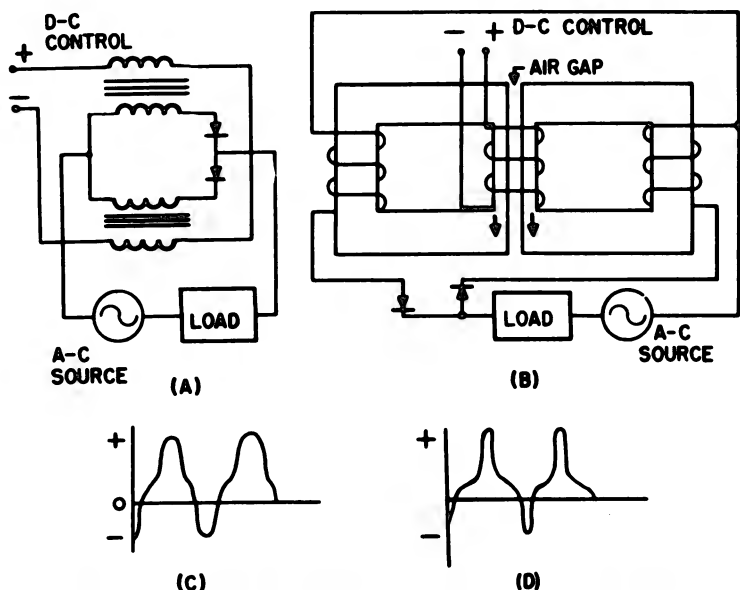 D-C
CONTROL
+
-
LOAD
A-C
SOURCE
(A)
- + D-C CONTROL
AIR GAP
LOAD
A-C
SOURCE
(B)
+
O
-
(C)
+
-
(D)